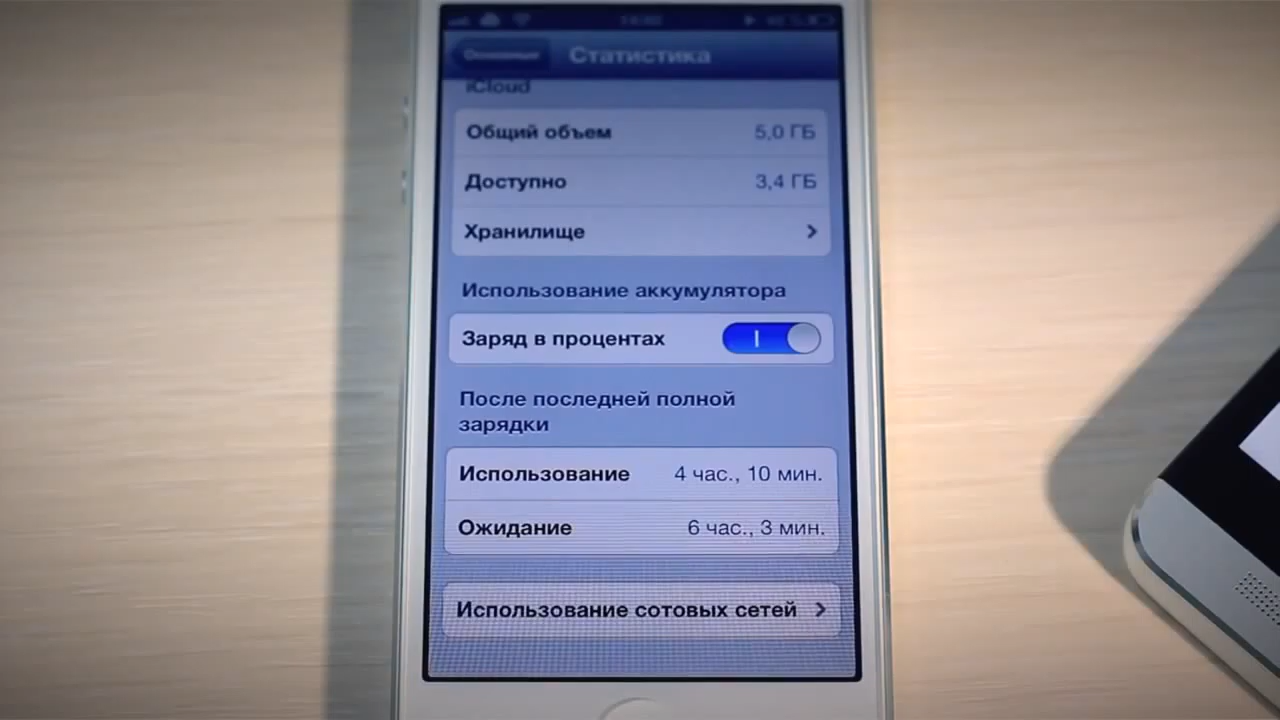 Основные
Статистика
iCloud
Общий объем 5,0 ГБ
Доступно 3,4 ГБ
Хранилище
Использование аккумулятора
Заряд в процентах
После последней полной
зарядки
Использование 4 час., 10 мин.
Ожидание 6 час., 3 мин.
Использование сотовых сетей